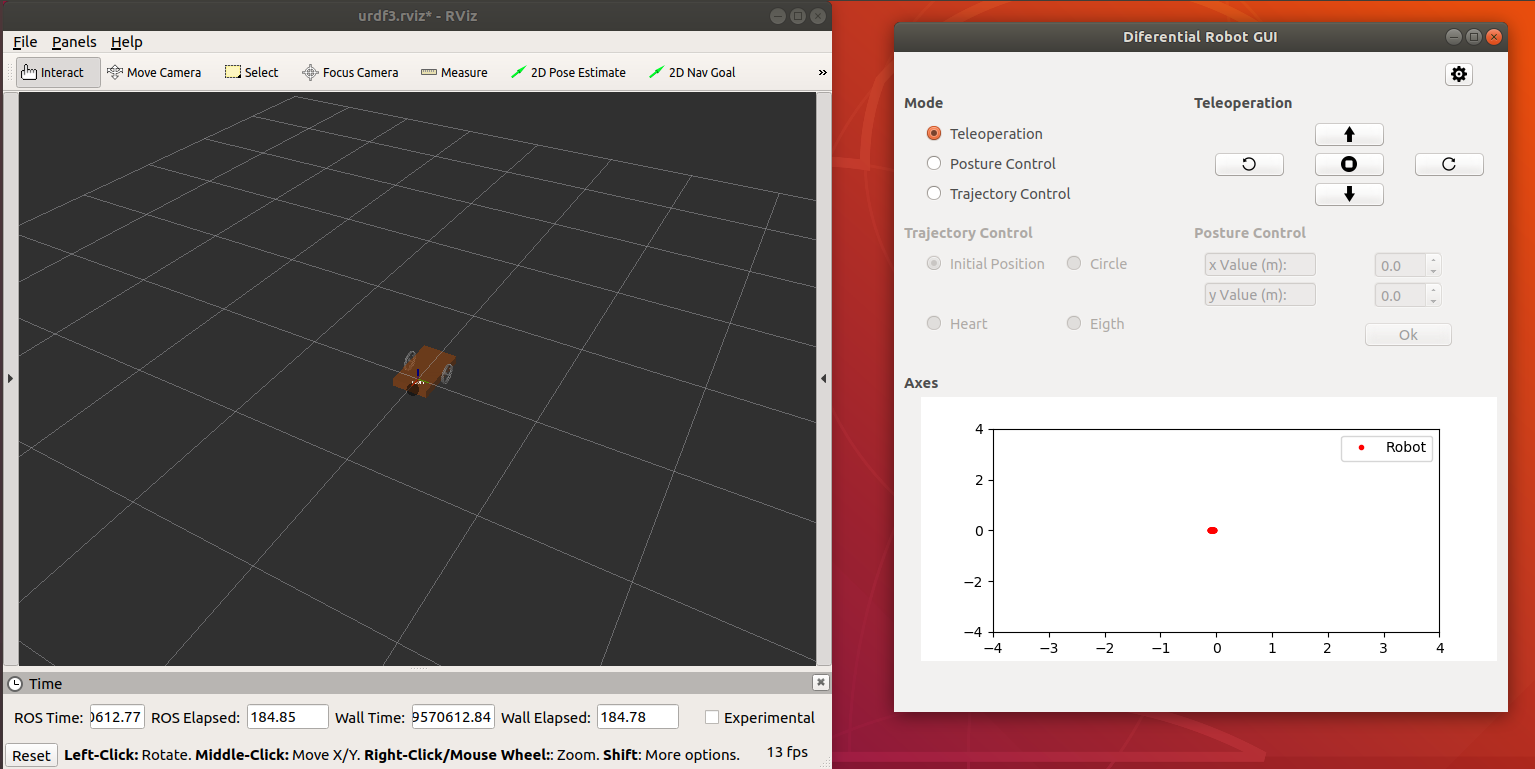 urdf3.rviz* - RViz
File Panels Help
Interact Move Camera Select Focus Camera Measure 2D Pose Estimate 2D Nav Goal »
Time
ROS Time: 0612.77 ROS Elapsed: 184.85 Wall Time: 9570612.84 Wall Elapsed: 184.78 Experimental
Reset Left-Click: Rotate. Middle-Click: Move X/Y. Right-Click/Mouse Wheel:: Zoom. Shift: More options. 13 fps
Diferential Robot GUI
Mode Teleoperation
Teleoperation
Posture Control
Trajectory Control
Trajectory Control Posture Control
Initial Position Circle x Value (m): 0.0
y Value (m): 0.0
Heart Eigth Ok
Axes
4
Robot
2
0
−2
−4
−4 −3 −2 −1 0 1 2 3 4